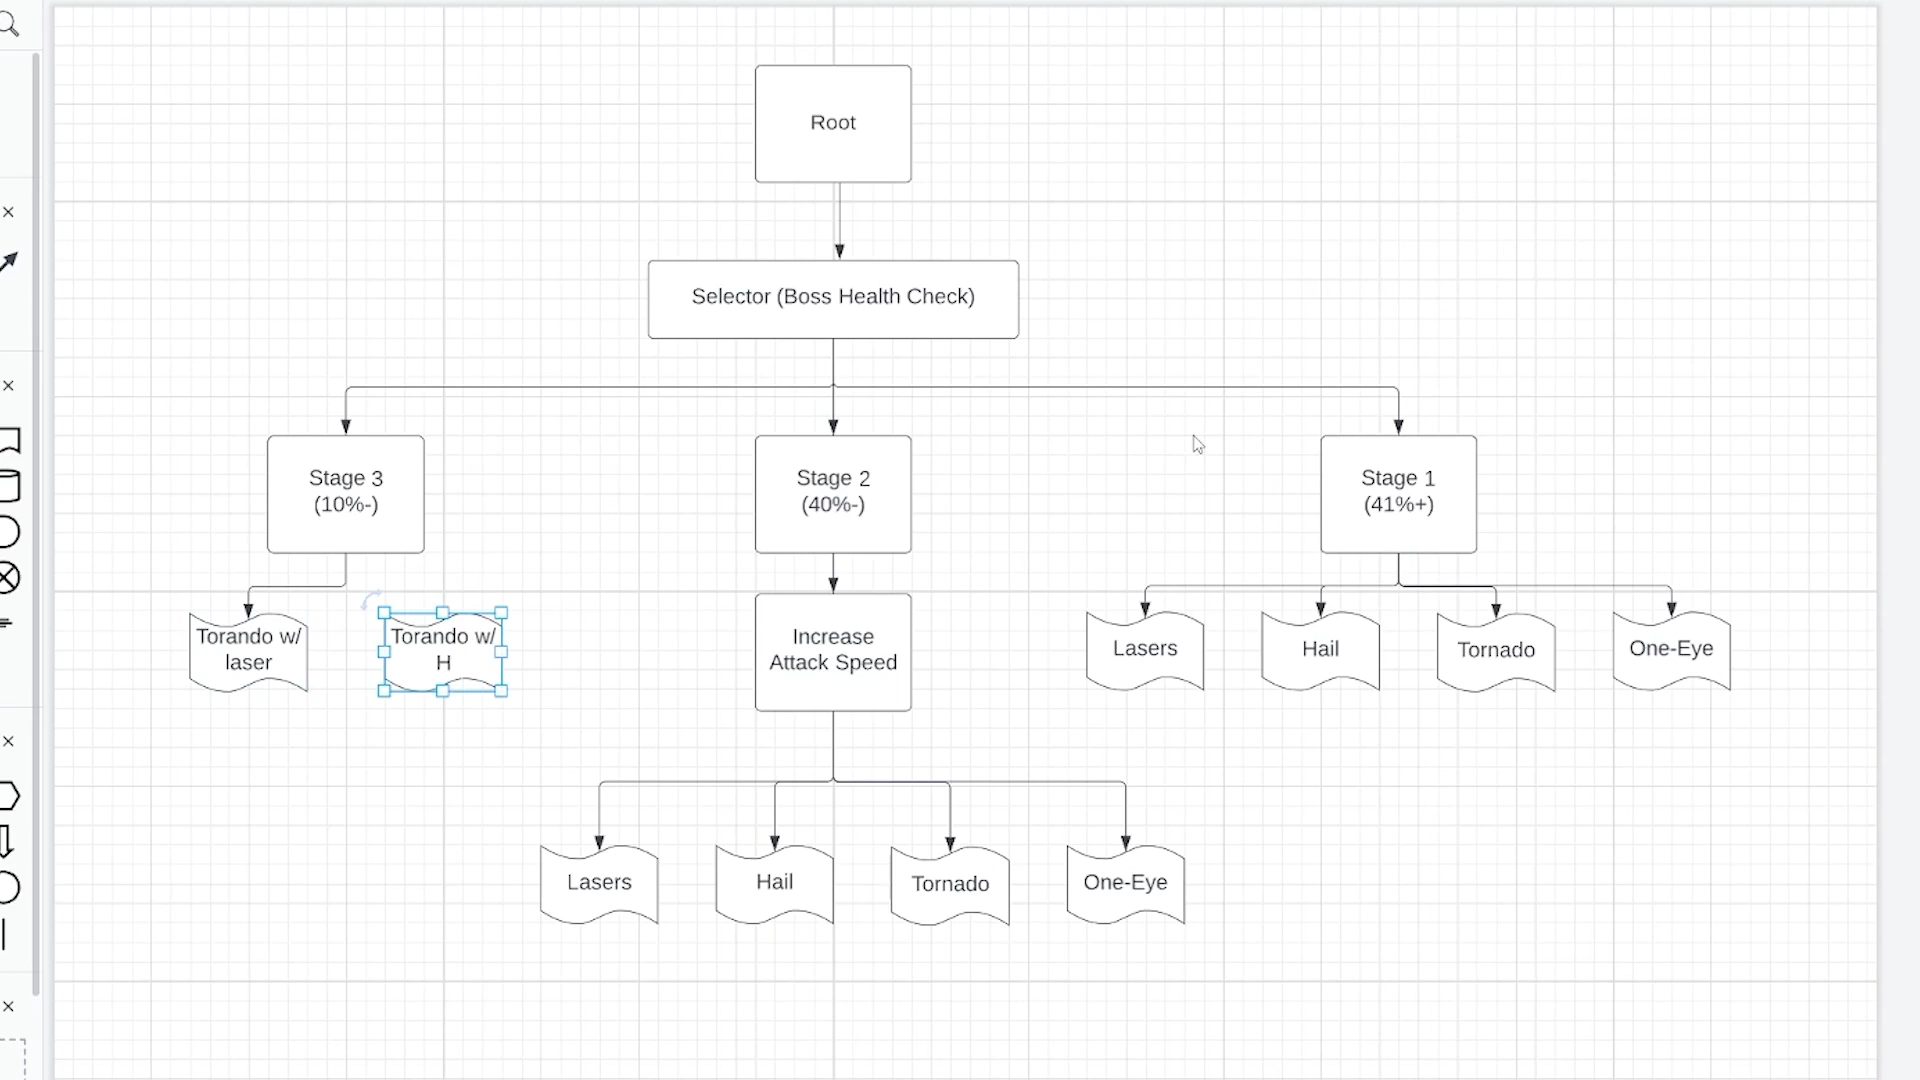 Root
Selector (Boss Health Check)
Stage 3
(10%-)
Stage 2
(40%-)
Stage 1
(41%+)
Torando w/
laser
Torando w/
H
Increase
Attack Speed
Lasers
Hail
Tornado
One-Eye
Lasers
Hail
Tornado
One-Eye